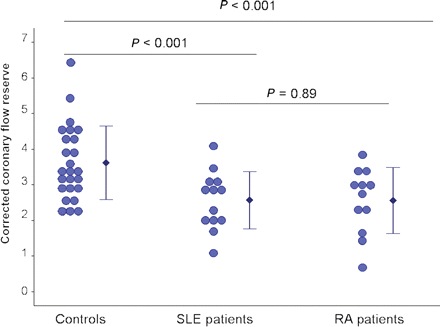 P < 0.001
P < 0.001
P = 0.89
Corrected coronary flow reserve
7
6
5
4
3
2
1
0
Controls SLE patients RA patients